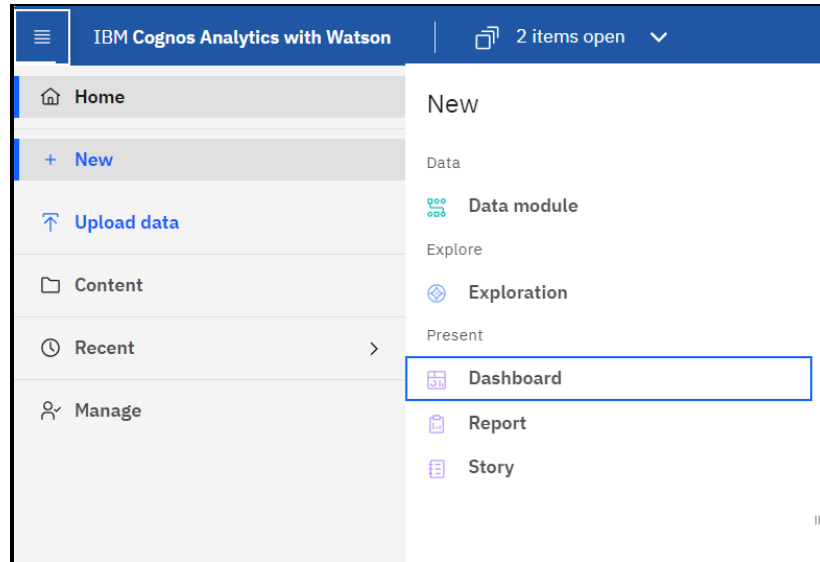 IBM Cognos Analytics with Watson
2 items open
Home
New
Upload data
Content
Recent
Manage
New
Data
Data module
Explore
Exploration
Present
Dashboard
Report
Story